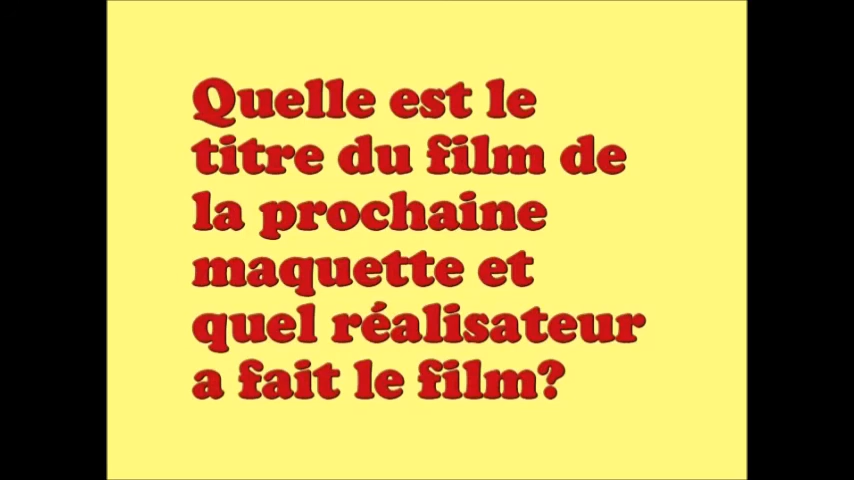 Quelle est le
titre du film de
la prochaine
maquette et
quel réalisateur
a fait le film?